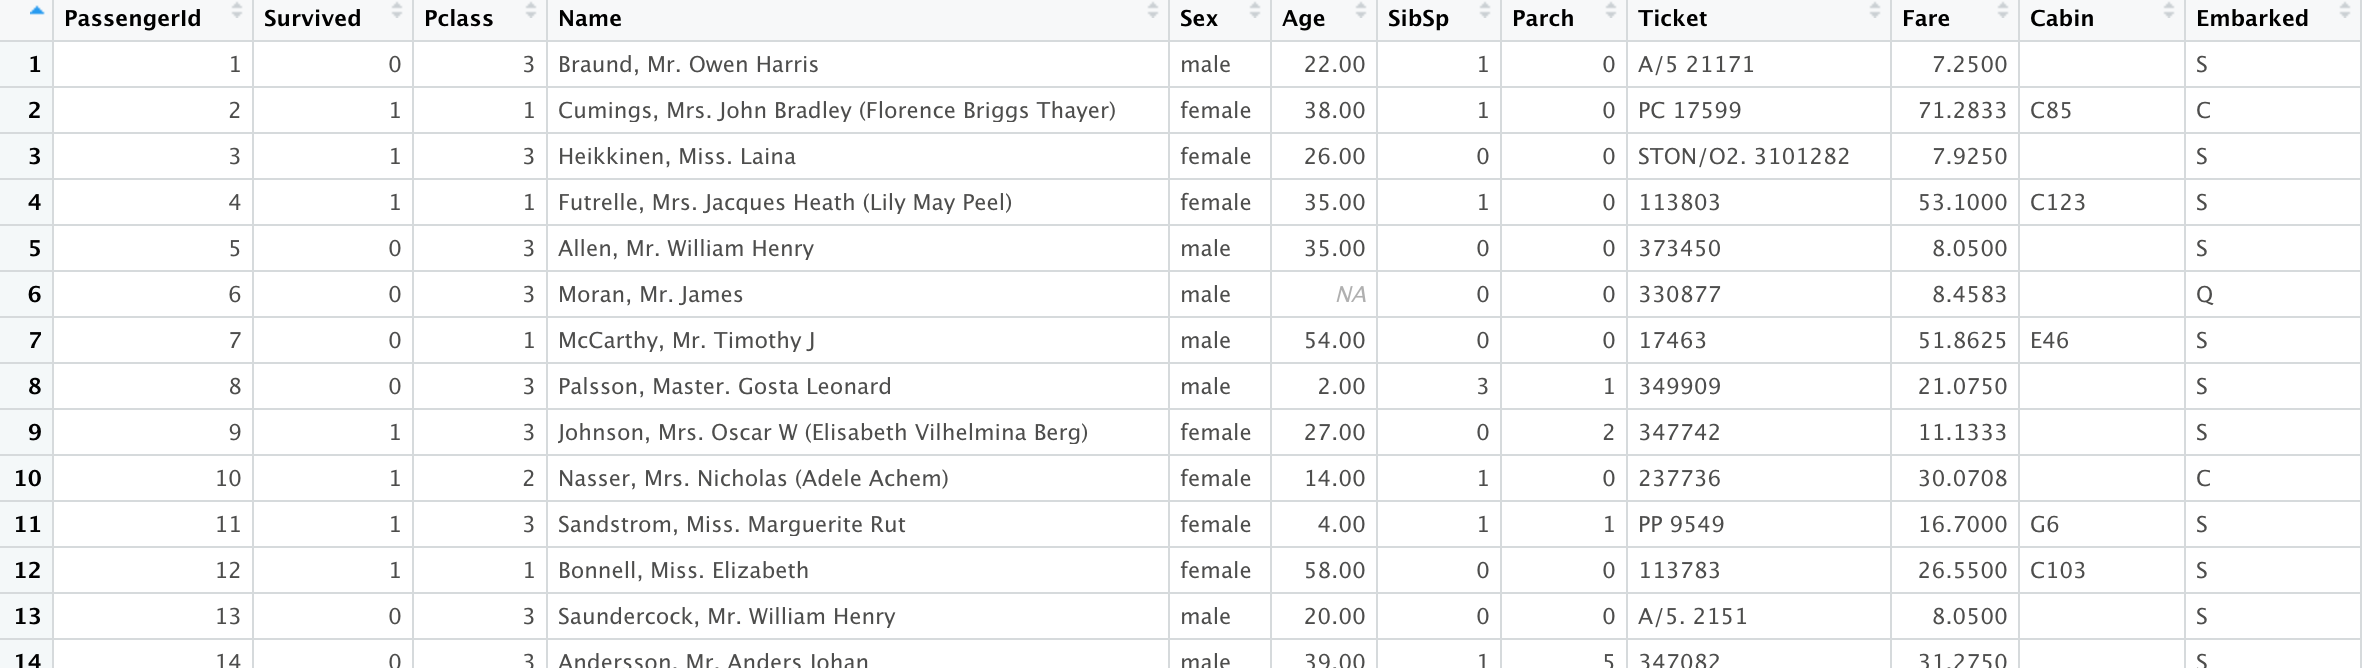 PassengerId Survived Pclass Name Sex Age SibSp Parch Ticket Fare Cabin Embarked
1 1 0 3 Braund, Mr. Owen Harris male 22.00 1 0 A/5 21171 7.2500 S
2 2 1 1 Cumings, Mrs. John Bradley (Florence Briggs Thayer) female 38.00 1 0 PC 17599 71.2833 C85 C
3 3 1 3 Heikkinen, Miss. Laina female 26.00 0 0 STON/O2. 3101282 7.9250 S
4 4 1 1 Futrelle, Mrs. Jacques Heath (Lily May Peel) female 35.00 1 0 113803 53.1000 C123 S
5 5 0 3 Allen, Mr. William Henry male 35.00 0 0 373450 8.0500 S
6 6 0 3 Moran, Mr. James male NA 0 0 330877 8.4583 Q
7 7 0 1 McCarthy, Mr. Timothy J male 54.00 0 0 17463 51.8625 E46 S
8 8 0 3 Palsson, Master. Gosta Leonard male 2.00 3 1 349909 21.0750 S
9 9 1 3 Johnson, Mrs. Oscar W (Elisabeth Vilhelmina Berg) female 27.00 0 2 347742 11.1333 S
10 10 1 2 Nasser, Mrs. Nicholas (Adele Achem) female 14.00 1 0 237736 30.0708 C
11 11 1 3 Sandstrom, Miss. Marguerite Rut female 4.00 1 1 PP 9549 16.7000 G6 S
12 12 1 1 Bonnell, Miss. Elizabeth female 58.00 0 0 113783 26.5500 C103 S
13 13 0 3 Saundercock, Mr. William Henry male 20.00 0 0 A/5. 2151 8.0500 S
14 14 0 3 Andersson, Mr. Anders Johan male 39.00 1 5 347082 31.2750 S